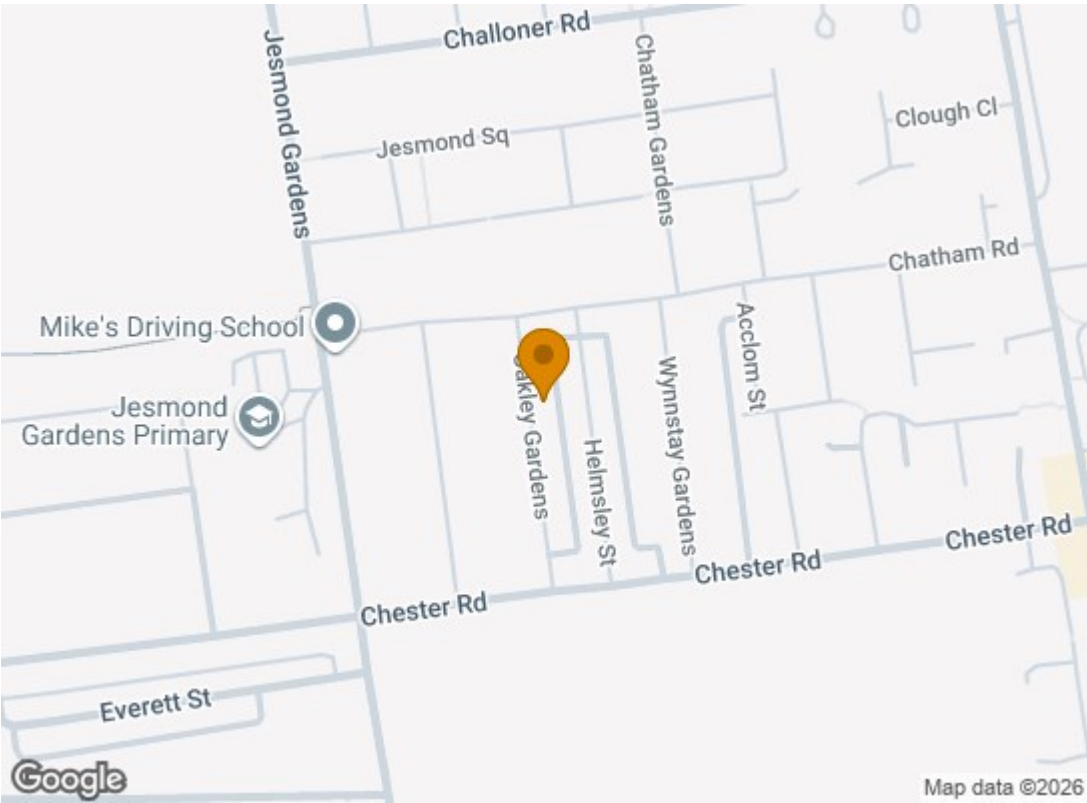 Challoner Rd
Jesmond Gardens
Chatham Gardens
Jesmond Sq
Clough Cl
Chatham Rd
Mike's Driving School
Jesmond
Gardens Primary
Gardens
Helmsley St
Wynnstay Gardens
Acclom St
Chester Rd
Chester Rd
Chester Rd
Everett St
Google
Map data ©2026